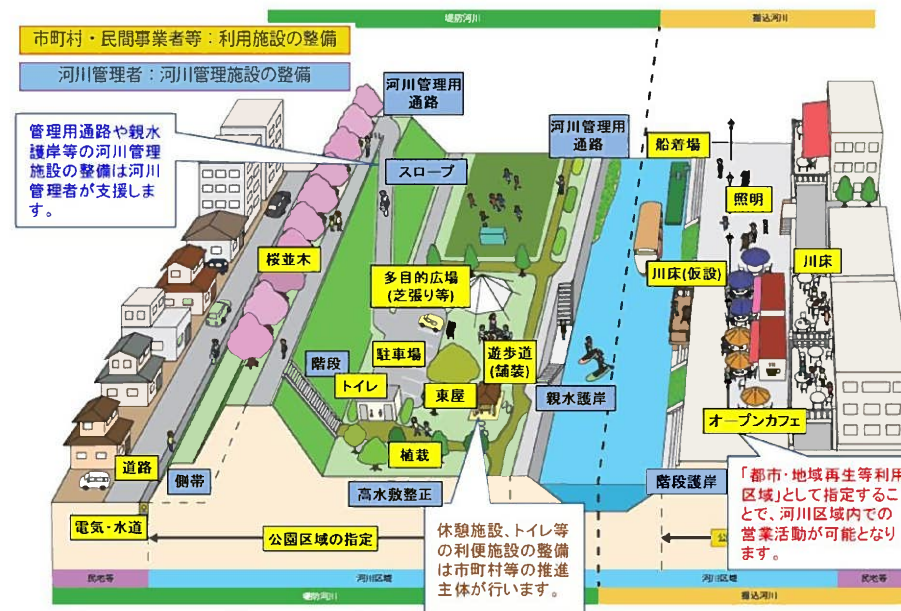 堤防河川
掘込河川
市町村・民間事業者等：利用施設の整備
河川管理者：河川管理施設の整備
河川管理用
通路
管理用通路や親水
護岸等の河川管理
施設の整備は河川
管理者が支援しま
す。
スロープ
河川管理用
通路
船着場
照明
桜並木
多目的広場
(芝張り等)
川床(仮設)
川床
階段
駐車場
遊歩道
(舗装)
トイレ
東屋
親水護岸
オープンカフェ
植栽
道路
側帯
高水敷整正
階段護岸
「都市・地域再生等利用
区域」として指定するこ
とで、河川区域内での
営業活動が可能となり
ます。
電気・水道
公園区域の指定
休憩施設、トイレ等
の利便施設の整備
は市町村等の推進
主体が行います。
公
民宅等
河川区域
河川区域
民宅等
堤防河川
掘込河川